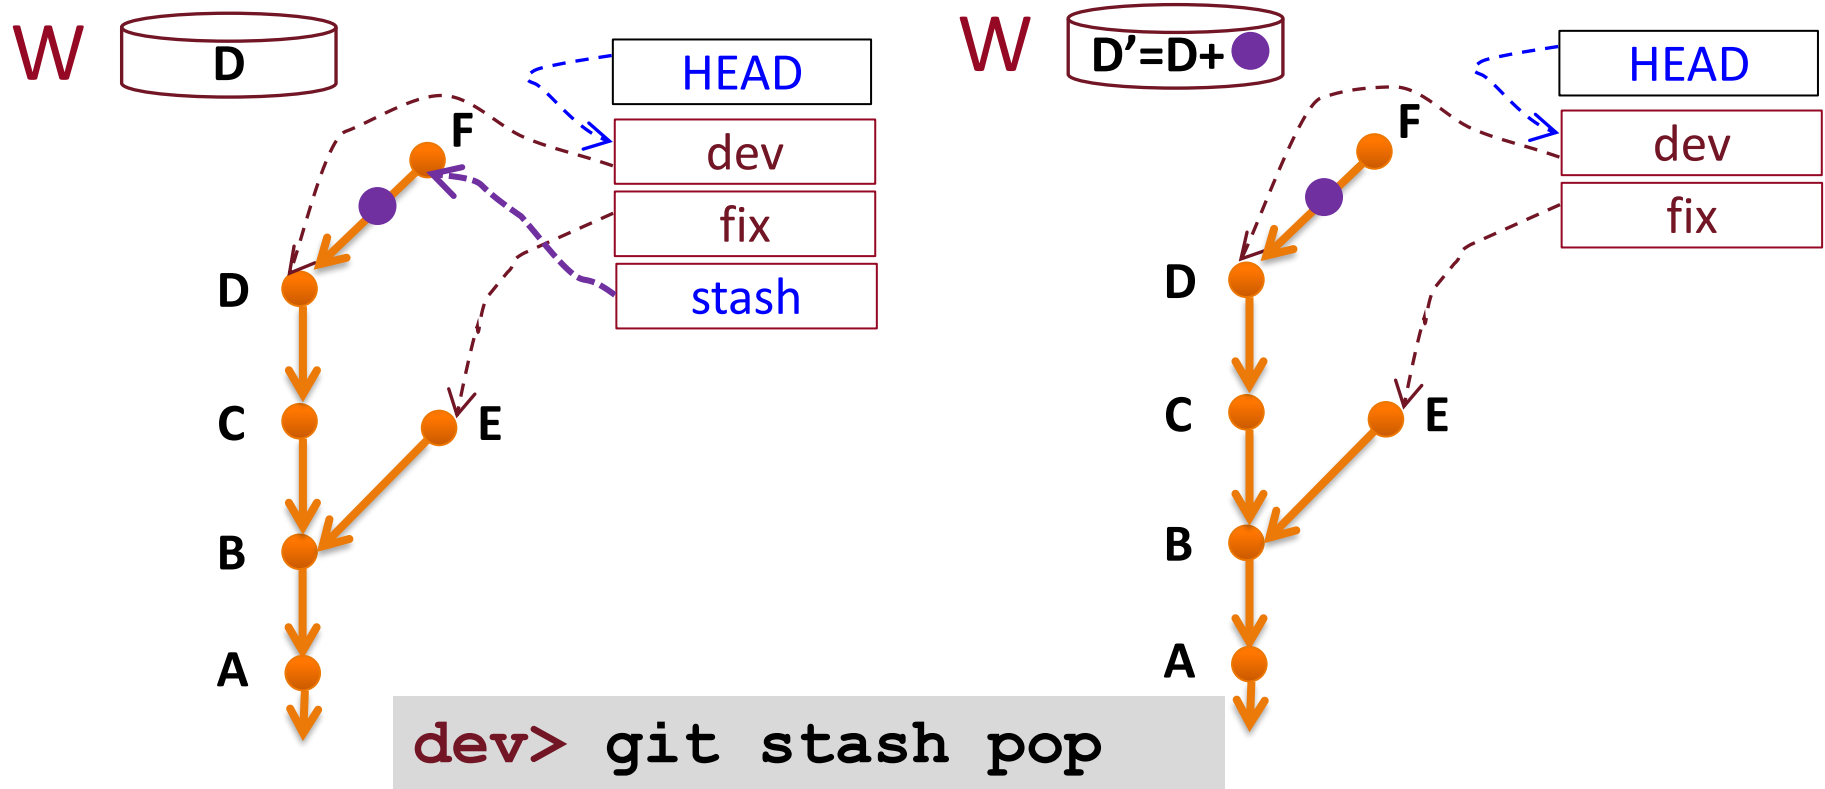 W
D
HEAD
F
dev
fix
D
stash
C
E
B
A
W
D’=D+
HEAD
F
dev
fix
D
C
E
B
A
dev> git stash pop